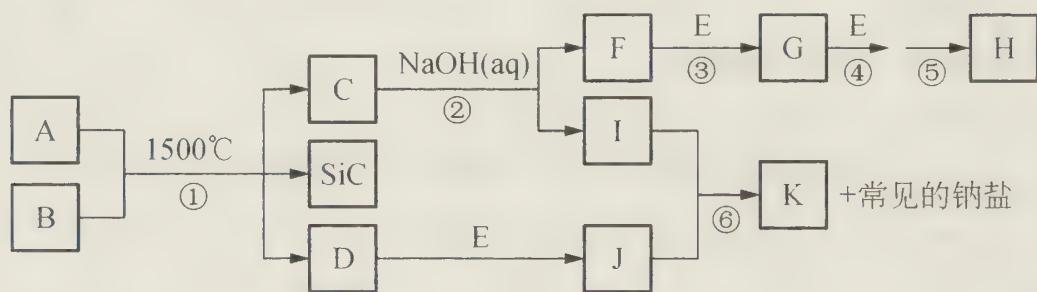 A
B
1500℃
①
C
SiC
D
NaOH(aq)
②
E
F
I
J
E
③
G
E
④
⑤
H
⑥
K
+常见的钠盐